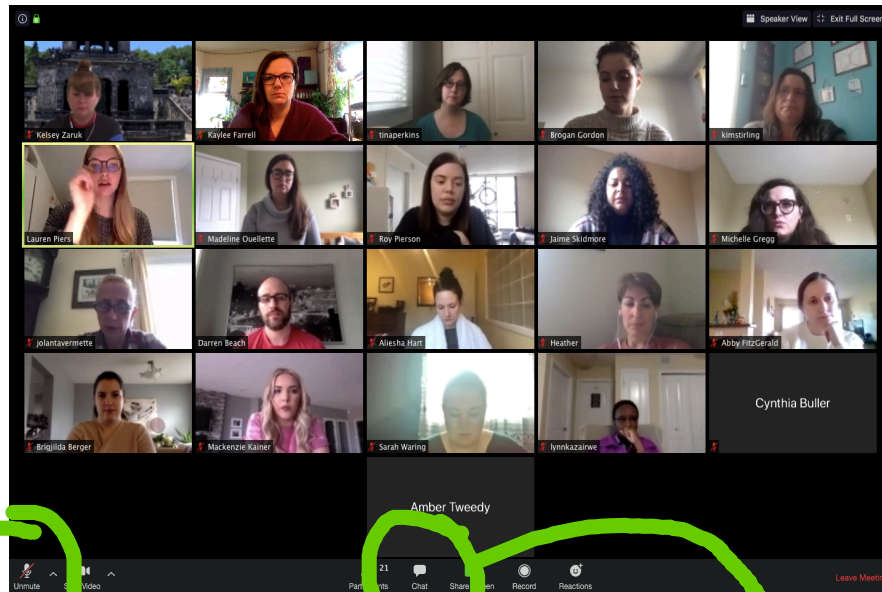 Speaker View Exit Full Screen
Kelsey Zaruk
Kaylee Farrell
tinaperkins
Brogan Gordon
kimstirling
Lauren Piers
Madeline Ouellette
Roy Pierson
Jaime Skidmore
Michelle Gregg
jolantavermette
Darren Beach
Aliesha Hart
Heather
Abby FitzGerald
Brigjilda Berger
Mackenzie Kainer
Sarah Waring
lynnkazairwe
Cynthia Buller
Amber Tweedy
21
Unmute Video Chat Share Record Reactions Leave